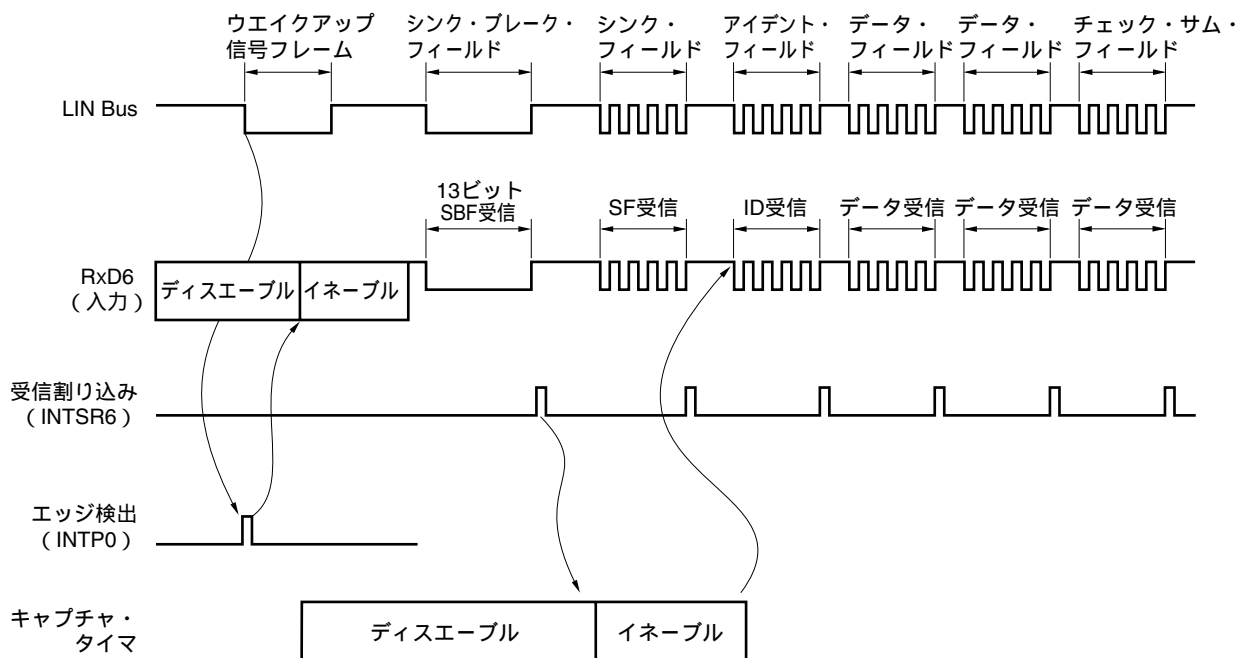 ウエイクアップ
信号フレーム
シンク・ブレーク・
フィールド
シンク・
フィールド
アイデント・
フィールド
データ・
フィールド
データ・
フィールド
チェック・サム・
フィールド
LIN Bus
13ビット
SBF受信
SF受信
ID受信
データ受信
データ受信
データ受信
RxD6
（入力）
ディスエーブル
イネーブル
受信割り込み
（INTSR6）
エッジ検出
（INTP0）
キャプチャ・
タイマ
ディスエーブル
イネーブル